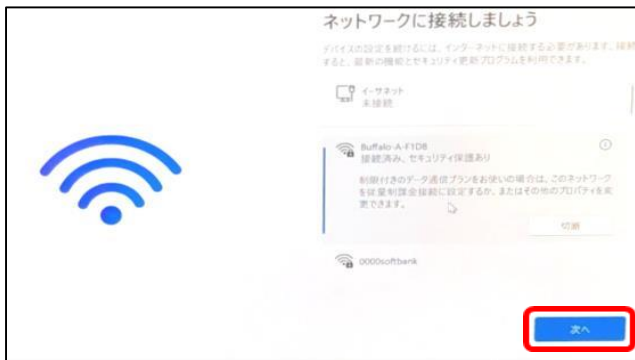 ネットワークに接続しましょう
デバイスの設定を続けるには、インターネットに接続する必要があります。接続
すると、最新の機能とセキュリティ更新プログラムを利用できます。
イーサネット
未接続
Buffalo-A-F1DB
接続済み、セキュリティ保護あり
制限付きのデータ通信プランをお使いの場合は、このネットワーク
を従量制課金接続に設定するか、またはその他のプロパティを変
更できます。
切断
0000softbank
次へ